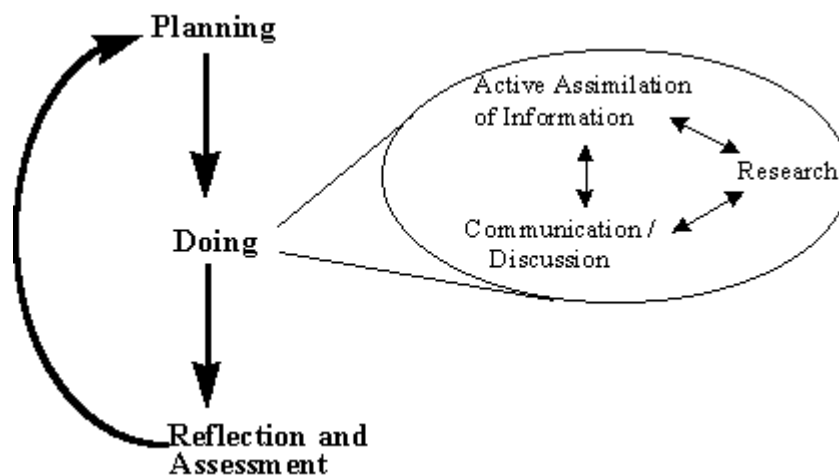 Planning
Active Assimilation
of Information
Research
Doing
Communication /
Discussion
Reflection and
Assessment